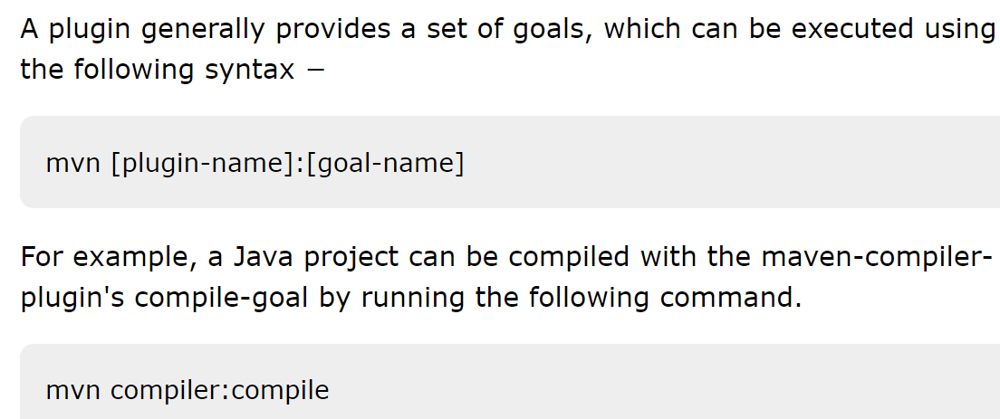 A plugin generally provides a set of goals, which can be executed using
the following syntax −
mvn [plugin-name]:[goal-name]
For example, a Java project can be compiled with the maven-compiler-
plugin's compile-goal by running the following command.
mvn compiler:compile